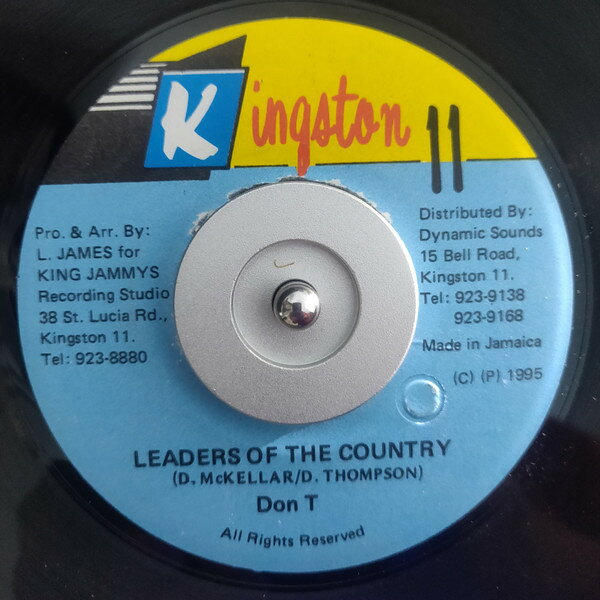 Kingston 11
Pro. & Arr. By:
L. JAMES for
KING JAMMYS
Recording Studio
38 St. Lucia Rd.,
Kingston 11.
Tel: 923-8880
Distributed By:
Dynamic Sounds
15 Bell Road,
Kingston 11.
Tel: 923-9138
923-9168
Made in Jamaica
(C) (P) 1995
LEADERS OF THE COUNTRY
(D. McKELLAR/D. THOMPSON)
Don T
All Rights Reserved